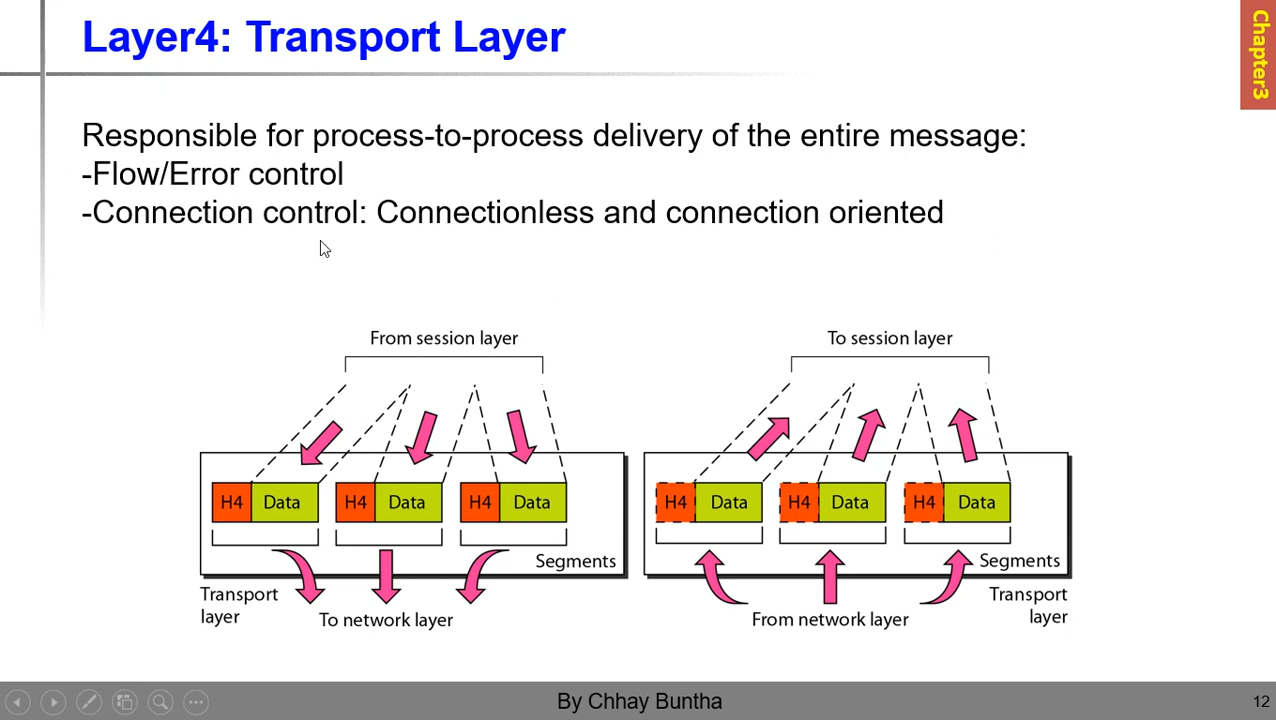 Layer4: Transport Layer
Chapter3
Responsible for process-to-process delivery of the entire message:
-Flow/Error control
-Connection control: Connectionless and connection oriented
From session layer
H4 Data H4 Data H4 Data
Segments
Transport
layer
To network layer
To session layer
H4 Data H4 Data H4 Data
Segments
From network layer
Transport
layer
By Chhay Buntha
12